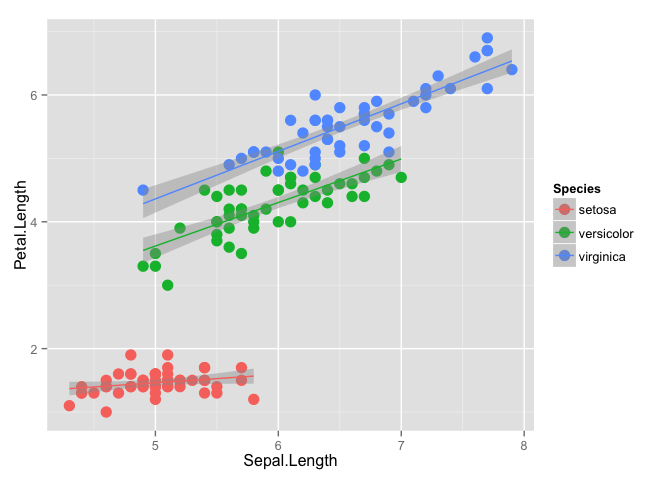 6
4
2
Petal.Length
5 6 7 8
Sepal.Length
Species
setosa
versicolor
virginica